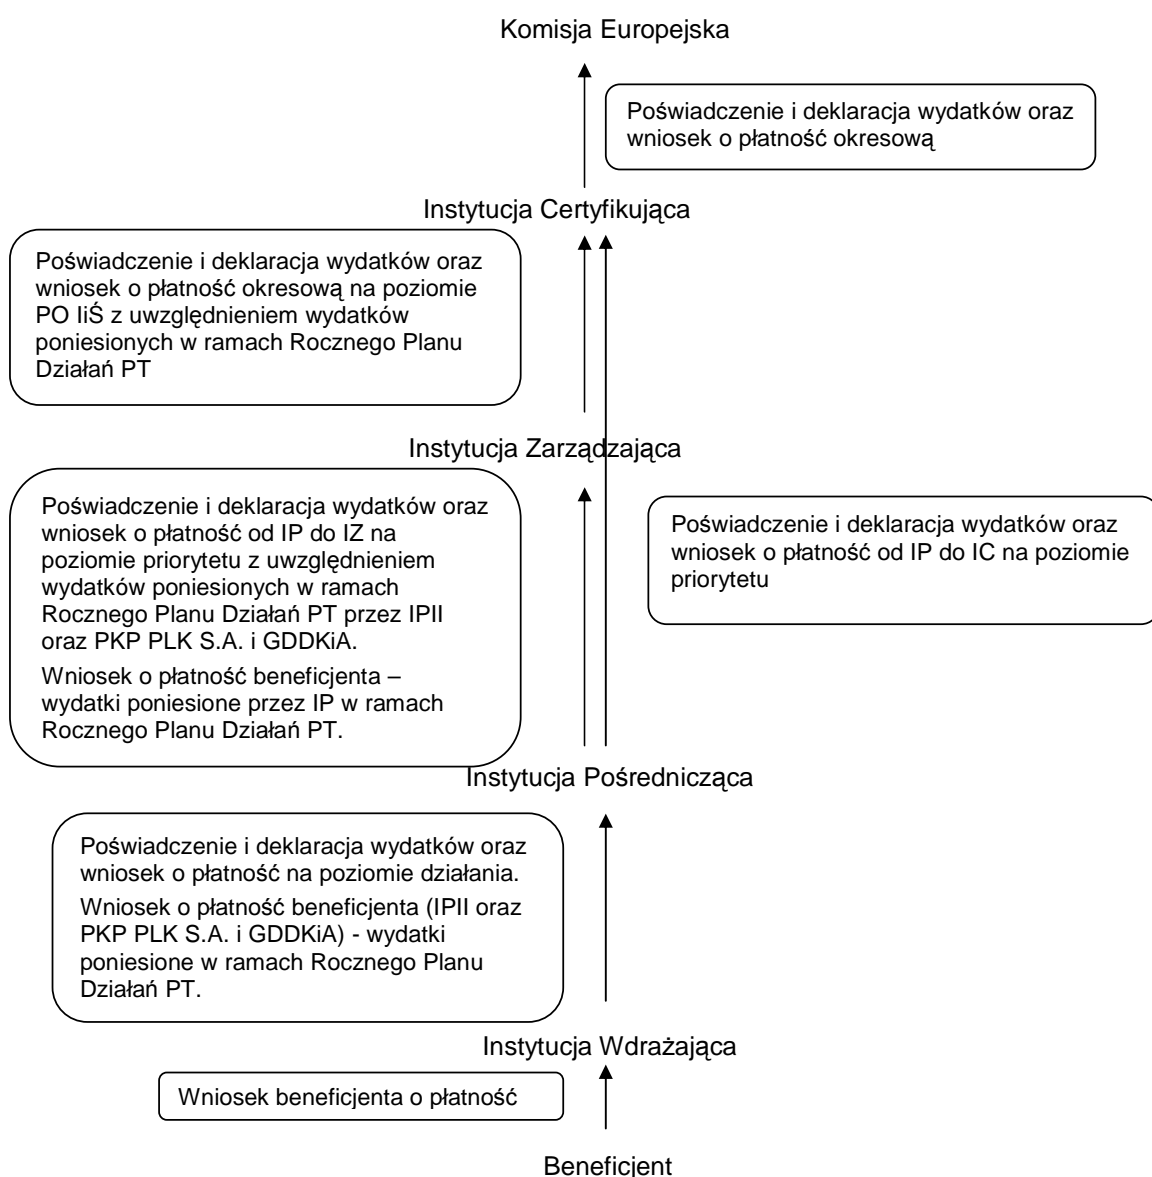 Komisja Europejska
Poświadczenie i deklaracja wydatków oraz
wniosek o płatność okresową
Instytucja Certyfikująca
Poświadczenie i deklaracja wydatków oraz
wniosek o płatność okresową na poziomie
PO IiŚ z uwzględnieniem wydatków
poniesionych w ramach Rocznego Planu
Działań PT
Instytucja Zarządzająca
Poświadczenie i deklaracja wydatków oraz
wniosek o płatność od IP do IZ na
poziomie priorytetu z uwzględnieniem
wydatków poniesionych w ramach
Rocznego Planu Działań PT przez IPII
oraz PKP PLK S.A. i GDDKiA.
Wniosek o płatność beneficjenta –
wydatki poniesione przez IP w ramach
Rocznego Planu Działań PT.
Poświadczenie i deklaracja wydatków oraz
wniosek o płatność od IP do IC na poziomie
priorytetu
Instytucja Pośrednicząca
Poświadczenie i deklaracja wydatków oraz
wniosek o płatność na poziomie działania.
Wniosek o płatność beneficjenta (IPII oraz
PKP PLK S.A. i GDDKiA) - wydatki
poniesione w ramach Rocznego Planu
Działań PT.
Instytucja Wdrażająca
Wniosek beneficjenta o płatność
Beneficjent